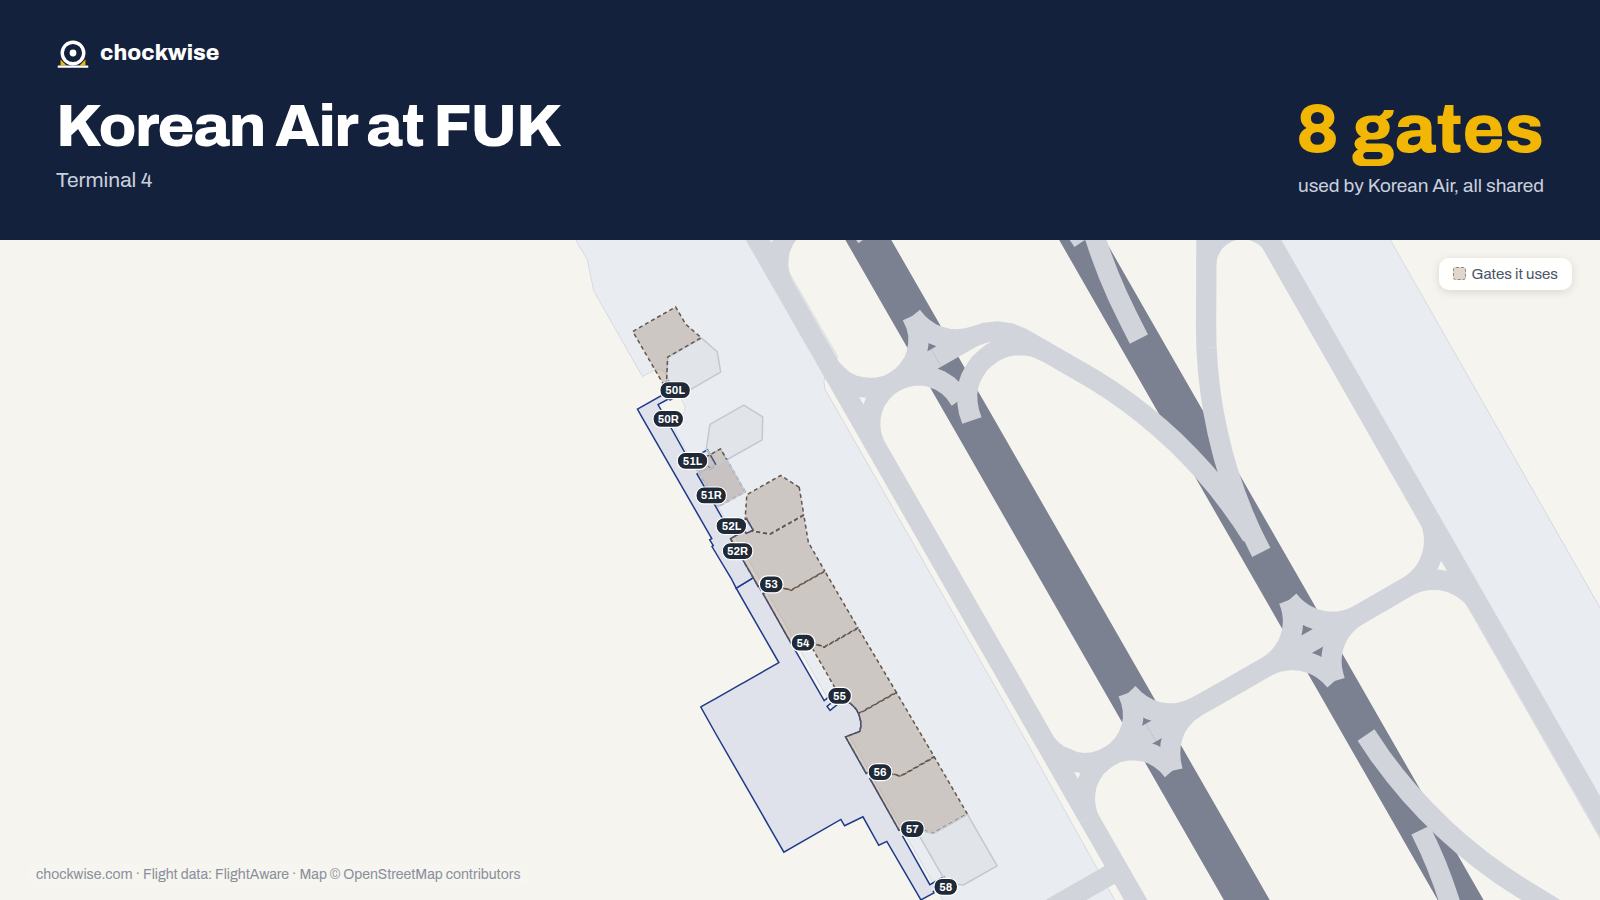 chockwise
Korean Air at FUK
Terminal 4
8 gates
used by Korean Air, all shared
Gates it uses
50L
50R
51L
51R
52L
52R
53
54
55
56
57
58
chockwise.com · Flight data: FlightAware · Map © OpenStreetMap contributors